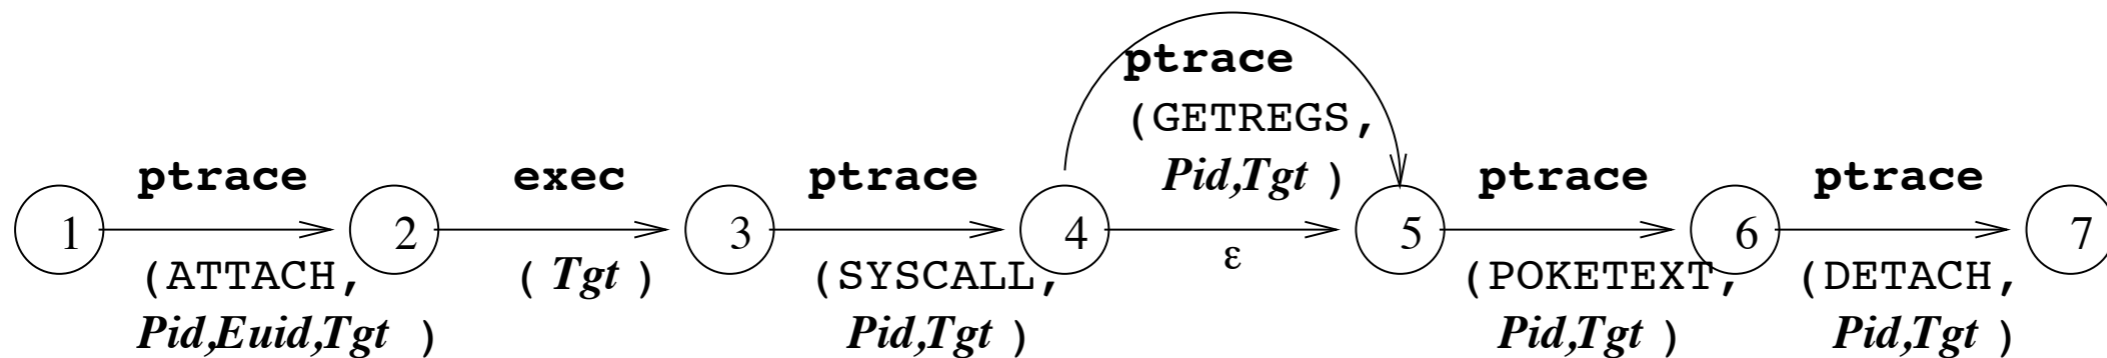 ptrace
(GETREGS,
Pid,Tgt )
ptrace exec ptrace ptrace ptrace
1 2 3 4 5 6 7
ε
(ATTACH, ( Tgt ) (SYSCALL, (POKETEXT, (DETACH,
Pid,Euid,Tgt ) Pid,Tgt ) Pid,Tgt ) Pid,Tgt )